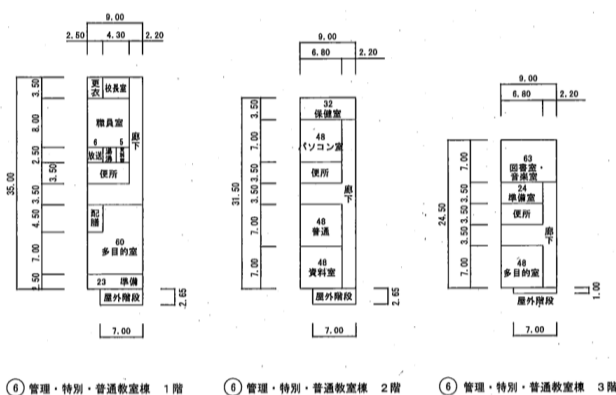 9.00
2.50 4.30 2.20
35.00
3.50
8.00
2.50
3.50
3.50
4.50
7.00
2.50
更衣
校長室
職員室
6
5
放送
廊下
便所
配膳
60
多目的室
23 準備
屋外階段
2.65
7.00
⑥ 管理・特別・普通教室棟 1階
9.00
6.80 2.20
31.50
3.50
7.00
3.50
3.50
7.00
7.00
32
保健室
48
パソコン室
便所
廊下
48
普通
48
資料室
屋外階段
2.65
7.00
⑥ 管理・特別・普通教室棟 2階
9.00
6.80 2.20
24.50
7.00
3.50
3.50
3.50
7.00
63
図書室・
音楽室
24
準備室
便所
廊下
48
多目的室
屋外階段
1.00
7.00
⑥ 管理・特別・普通教室棟 3階